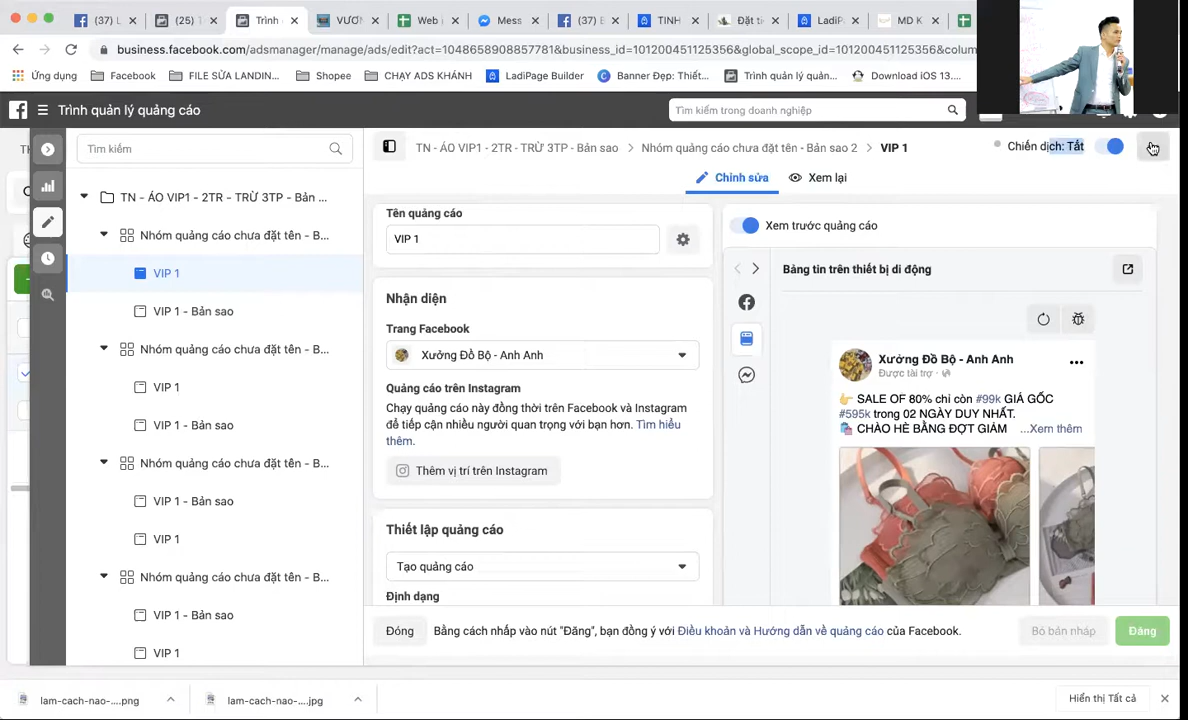 (37) L
(25) T
Trình
VƯƠN
Web
Mess
(37) E
TINH
Đặt ti
LadiP
MD K
business.facebook.com/adsmanager/manage/ads/edit?act=1048658908857781&business_id=101200451125356&global_scope_id=101200451125356&colum
Ứng dụng
Facebook
FILE SỬA LANDIN...
Shopee
CHẠY ADS KHÁNH
LadiPage Builder
Banner Đẹp: Thiết...
Trình quản lý quản...
Download iOS 13....
Trình quản lý quảng cáo
Tìm kiếm trong doanh nghiệp
Tìm kiếm
TN - ÁO VIP1 - 2TR - TRỪ 3TP - Bản sao > Nhóm quảng cáo chưa đặt tên - Bản sao 2 > VIP 1
Chiến dịch: Tắt
Chỉnh sửa
Xem lại
TN - ÁO VIP1 - 2TR - TRỪ 3TP - Bản ...
Nhóm quảng cáo chưa đặt tên - B...
VIP 1
VIP 1 - Bản sao
Nhóm quảng cáo chưa đặt tên - B...
VIP 1
VIP 1 - Bản sao
Nhóm quảng cáo chưa đặt tên - B...
VIP 1 - Bản sao
VIP 1
Nhóm quảng cáo chưa đặt tên - B...
VIP 1 - Bản sao
VIP 1
Tên quảng cáo
VIP 1
Nhận diện
Trang Facebook
Xưởng Đồ Bộ - Anh Anh
Quảng cáo trên Instagram
Chạy quảng cáo này đồng thời trên Facebook và Instagram
để tiếp cận nhiều người quan trọng với bạn hơn. Tìm hiểu
thêm.
Thêm vị trí trên Instagram
Thiết lập quảng cáo
Tạo quảng cáo
Định dạng
Xem trước quảng cáo
Bảng tin trên thiết bị di động
Xưởng Đồ Bộ - Anh Anh
Được tài trợ ·
SALE OF 80% chỉ còn #99k GIÁ GỐC
#595k trong 02 NGÀY DUY NHẤT.
CHÀO HÈ BẰNG ĐỢT GIẢM ...Xem thêm
Đóng
Bằng cách nhấp vào nút "Đăng", bạn đồng ý với Điều khoản và Hướng dẫn về quảng cáo của Facebook.
Bỏ bản nháp
Đăng
lam-cach-nao-....png
lam-cach-nao-....jpg
Hiển thị Tất cả